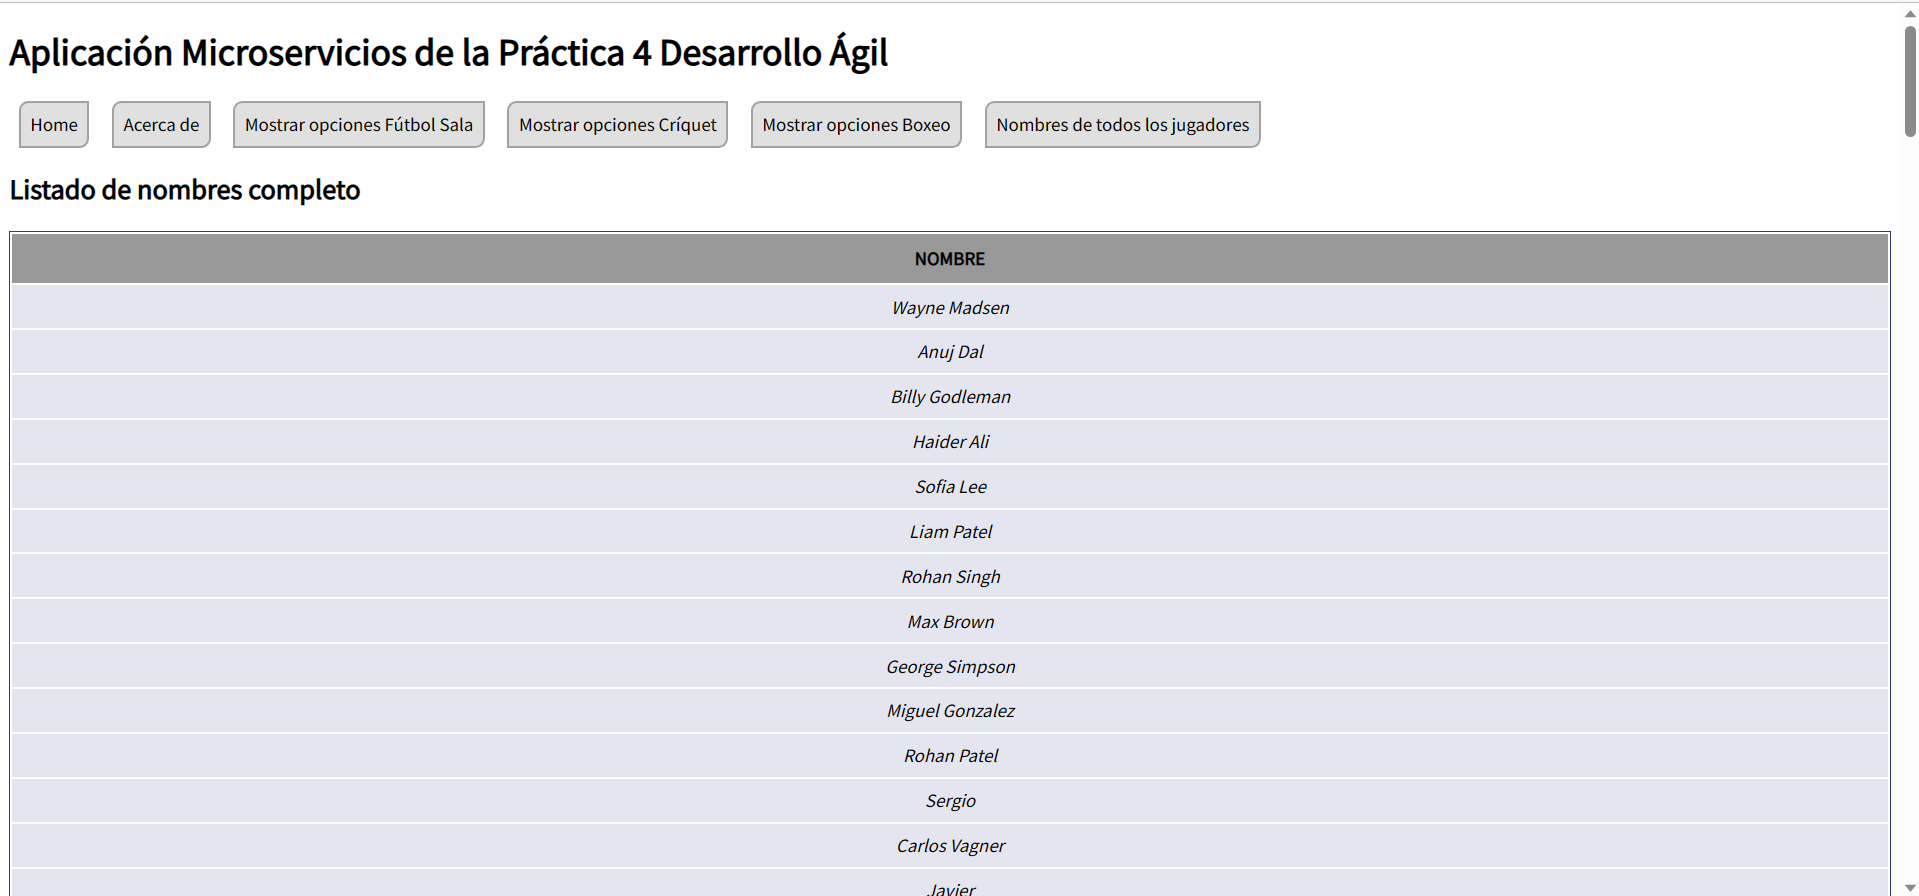 Aplicación Microservicios de la Práctica 4 Desarrollo Ágil
Home Acerca de Mostrar opciones Fútbol Sala Mostrar opciones Críquet Mostrar opciones Boxeo Nombres de todos los jugadores
Listado de nombres completo
NOMBRE
Wayne Madsen
Anuj Dal
Billy Godleman
Haider Ali
Sofia Lee
Liam Patel
Rohan Singh
Max Brown
George Simpson
Miguel Gonzalez
Rohan Patel
Sergio
Carlos Vagner
Javier